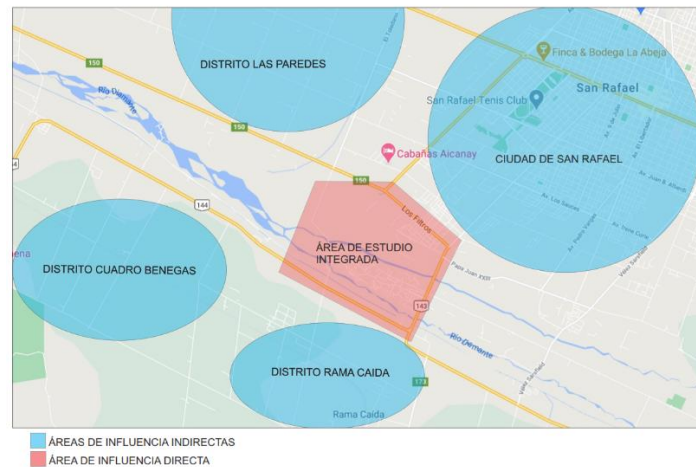 DISTRITO LAS PAREDES
150
Río Diamante
150
Finca & Bodega La Abeja
San Rafael
San Rafael Tenis Club
CIUDAD DE SAN RAFAEL
Cabañas Aicanay
150
144
Los Filtros
ÁREA DE ESTUDIO
INTEGRADA
DISTRITO CUADRO BENEGAS
Papa Juan XXIII
143
Río Diamante
DISTRITO RAMA CAIDA
173
Rama Caída
ÁREAS DE INFLUENCIA INDIRECTAS
ÁREA DE INFLUENCIA DIRECTA